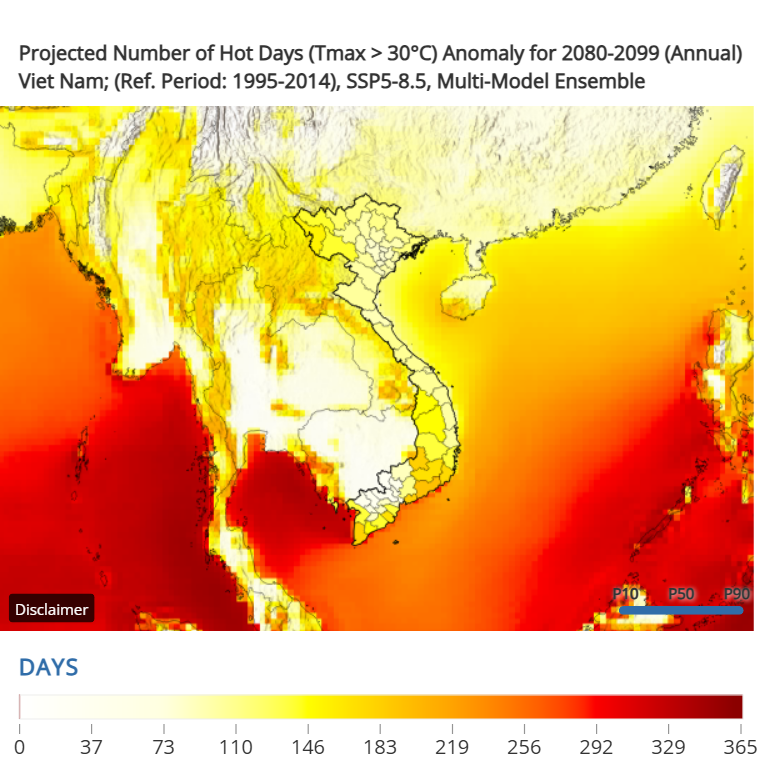 Projected Number of Hot Days (Tmax > 30°C) Anomaly for 2080-2099 (Annual)
Viet Nam; (Ref. Period: 1995-2014), SSP5-8.5, Multi-Model Ensemble
P10 P50 P90
Disclaimer
DAYS
0 37 73 110 146 183 219 256 292 329 365